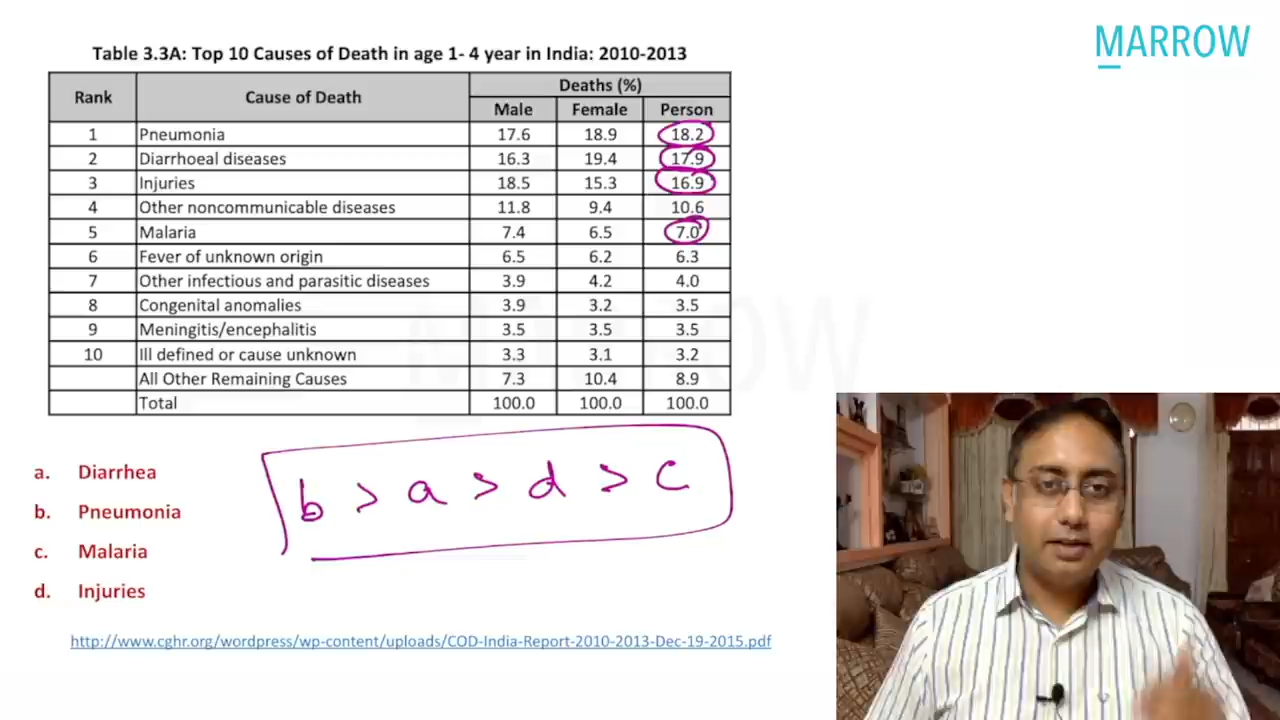 MARROW
Table 3.3A: Top 10 Causes of Death in age 1- 4 year in India: 2010-2013
Rank Cause of Death Deaths (%)
Male Female Person
1 Pneumonia 17.6 18.9 18.2
2 Diarrhoeal diseases 16.3 19.4 17.9
3 Injuries 18.5 15.3 16.9
4 Other noncommunicable diseases 11.8 9.4 10.6
5 Malaria 7.4 6.5 7.0
6 Fever of unknown origin 6.5 6.2 6.3
7 Other infectious and parasitic diseases 3.9 4.2 4.0
8 Congenital anomalies 3.9 3.2 3.5
9 Meningitis/encephalitis 3.5 3.5 3.5
10 Ill defined or cause unknown 3.3 3.1 3.2
All Other Remaining Causes 7.3 10.4 8.9
Total 100.0 100.0 100.0
MARROW
b > a > d > c
a. Diarrhea
b. Pneumonia
c. Malaria
d. Injuries
http://www.cghr.org/wordpress/wp-content/uploads/COD-India-Report-2010-2013-Dec-19-2015.pdf